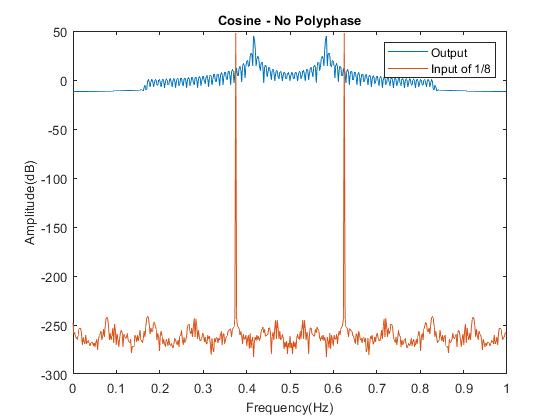 Cosine - No Polyphase
50
0
-50
-100
-150
-200
-250
-300
Amplitude(dB)
Output
Input of 1/8
0 0.1 0.2 0.3 0.4 0.5 0.6 0.7 0.8 0.9 1
Frequency(Hz)